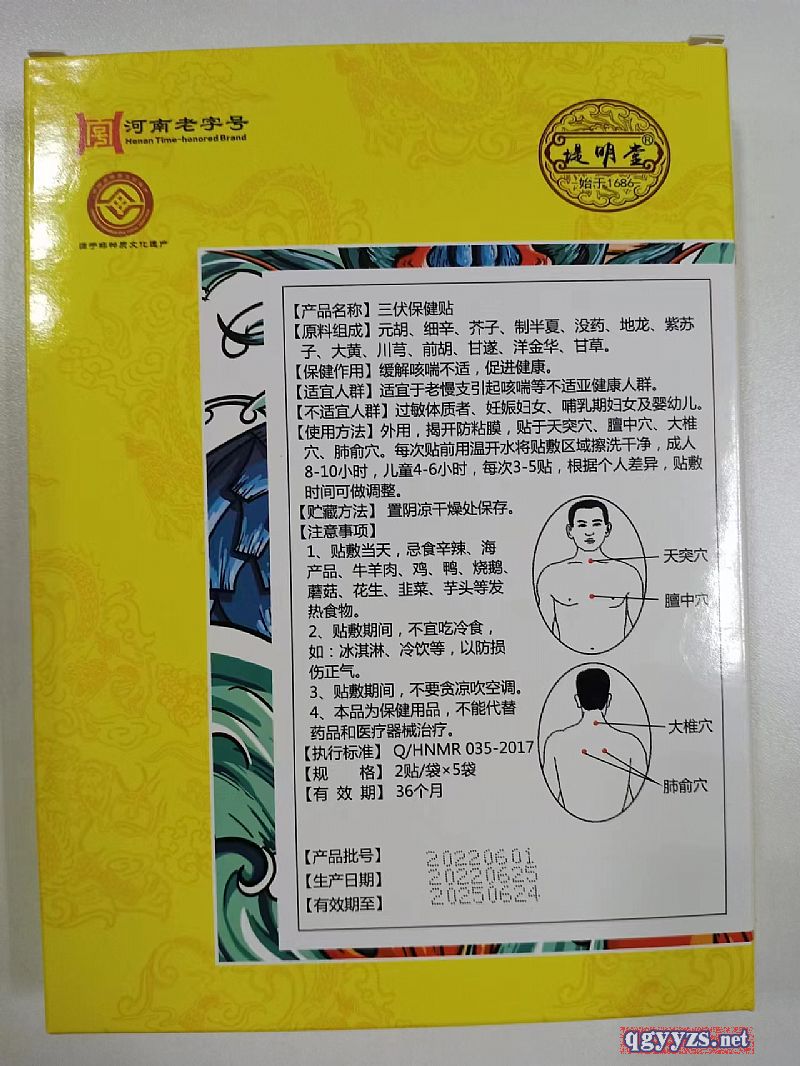 河南老字号
Henan Time-honored Brand
堤明堂®
始于1686
【产品名称】三伏保健贴
【原料组成】元胡、细辛、芥子、制半夏、没药、地龙、紫苏
子、大黄、川芎、前胡、甘遂、洋金华、甘草。
【保健作用】缓解咳喘不适，促进健康。
【适宜人群】适宜于老慢支引起咳喘等不适亚健康人群。
【不适宜人群】过敏体质者、妊娠妇女、哺乳期妇女及婴幼儿。
【使用方法】外用，揭开防粘膜，贴于天突穴、膻中穴、大椎
穴、肺俞穴。每次贴前用温开水将贴敷区域擦洗干净，成人
8-10小时，儿童4-6小时，每次3-5贴，根据个人差异，贴敷
时间可做调整。
【贮藏方法】置阴凉干燥处保存。
【注意事项】
1、贴敷当天，忌食辛辣、海
产品、牛羊肉、鸡、鸭、烧鹅、
蘑菇、花生、韭菜、芋头等发
热食物。
2、贴敷期间，不宜吃冷食，
如：冰淇淋、冷饮等，以防损
伤正气。
3、贴敷期间，不要贪凉吹空调。
4、本品为保健用品，不能代替
药品和医疗器械治疗。
【执行标准】Q/HNMR 035-2017
【规 格】2贴/袋×5袋
【有 效 期】36个月
天突穴
膻中穴
大椎穴
肺俞穴
【产品批号】20220601
【生产日期】20220625
【有效期至】20250624
qgyyzs.net